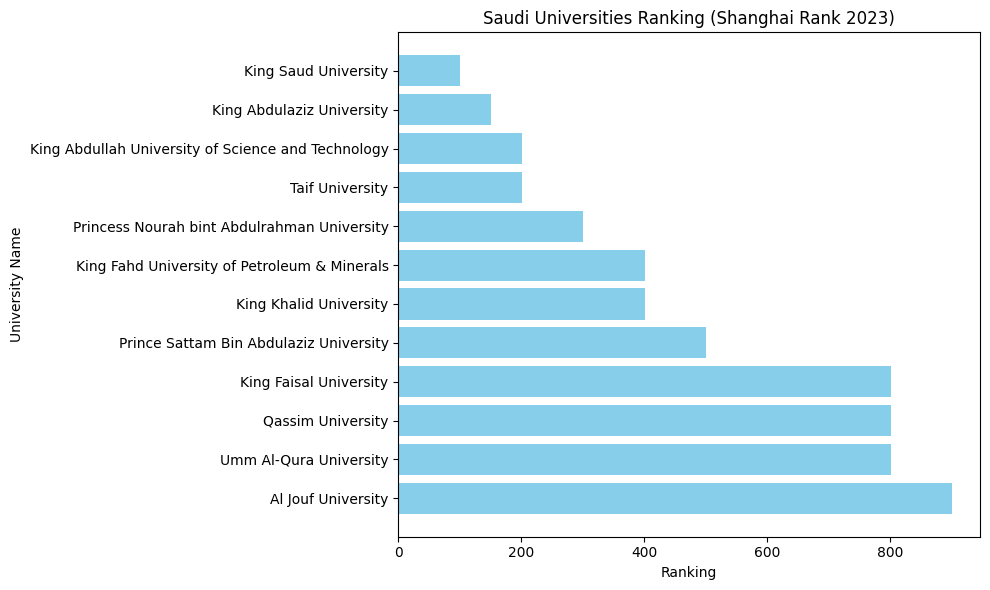 Saudi Universities Ranking (Shanghai Rank 2023)
University Name
King Saud University
King Abdulaziz University
King Abdullah University of Science and Technology
Taif University
Princess Nourah bint Abdulrahman University
King Fahd University of Petroleum & Minerals
King Khalid University
Prince Sattam Bin Abdulaziz University
King Faisal University
Qassim University
Umm Al-Qura University
Al Jouf University
0 200 400 600 800
Ranking